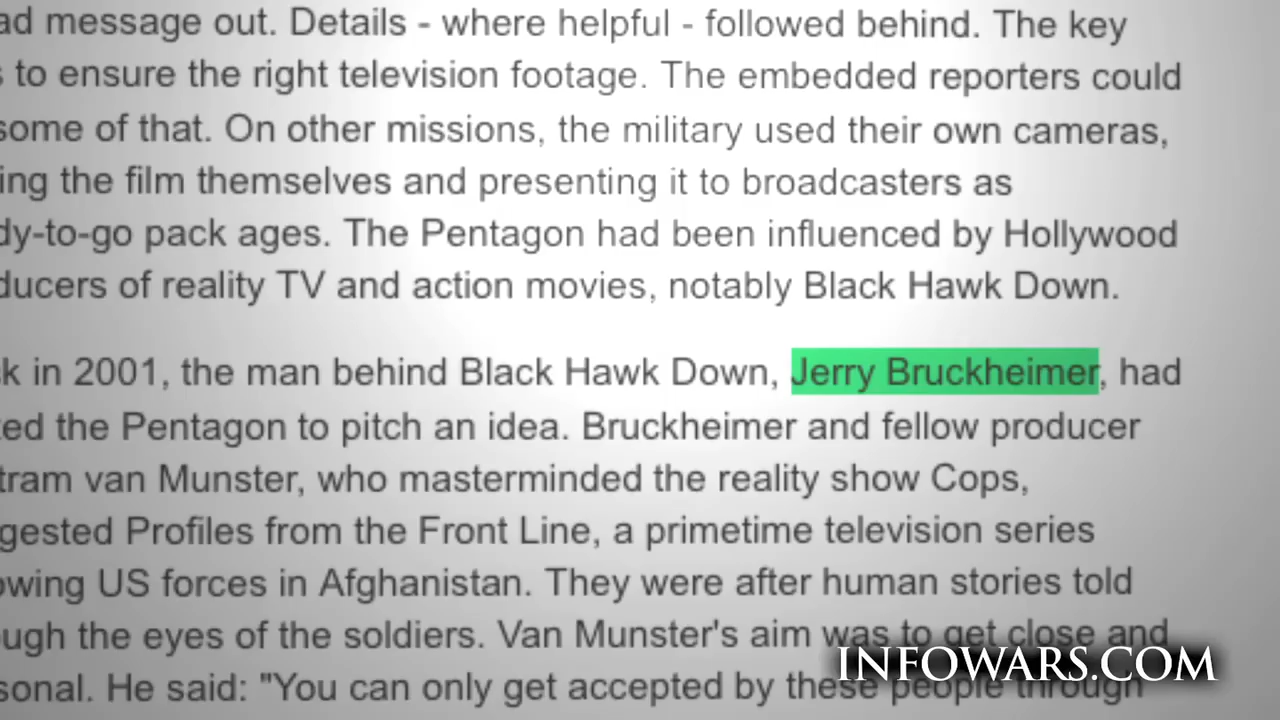 ad message out. Details - where helpful - followed behind. The key
s to ensure the right television footage. The embedded reporters could
some of that. On other missions, the military used their own cameras,
ing the film themselves and presenting it to broadcasters as
dy-to-go pack ages. The Pentagon had been influenced by Hollywood
ducers of reality TV and action movies, notably Black Hawk Down.
k in 2001, the man behind Black Hawk Down, Jerry Bruckheimer, had
ted the Pentagon to pitch an idea. Bruckheimer and fellow producer
tram van Munster, who masterminded the reality show Cops,
gested Profiles from the Front Line, a primetime television series
owing US forces in Afghanistan. They were after human stories told
ough the eyes of the soldiers. Van Munster's aim was to get close and
sonal. He said: "You can only get accepted by these people through
INFOWARS.COM